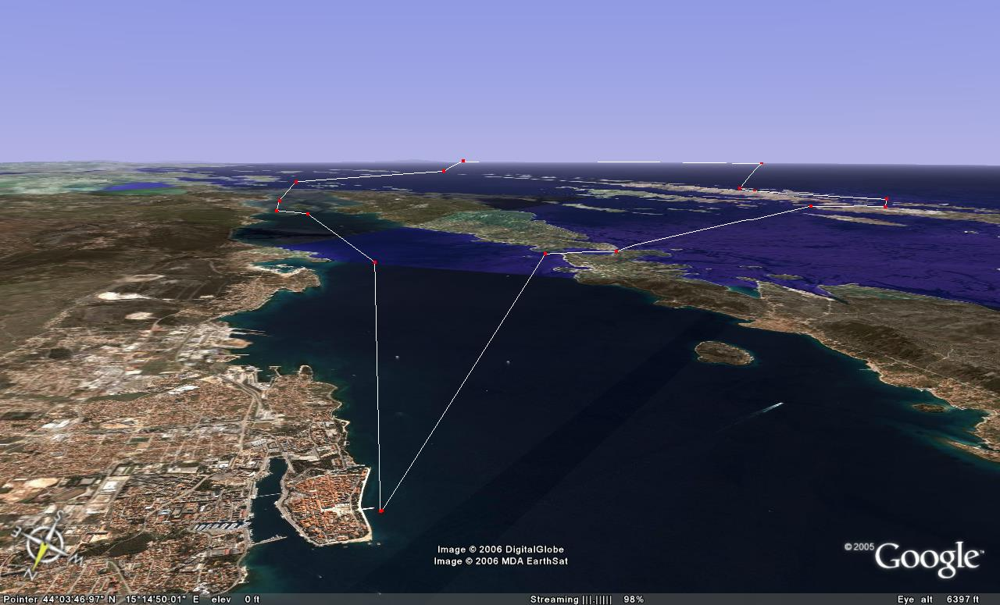 S
E
W
N
Image © 2006 DigitalGlobe
Image © 2006 MDA EarthSat
© 2005 Google™
Pointer 44°03'46.97" N 15°14'50.01" E elev 0 ft Streaming |||.||||| 98% Eye alt 6397 ft